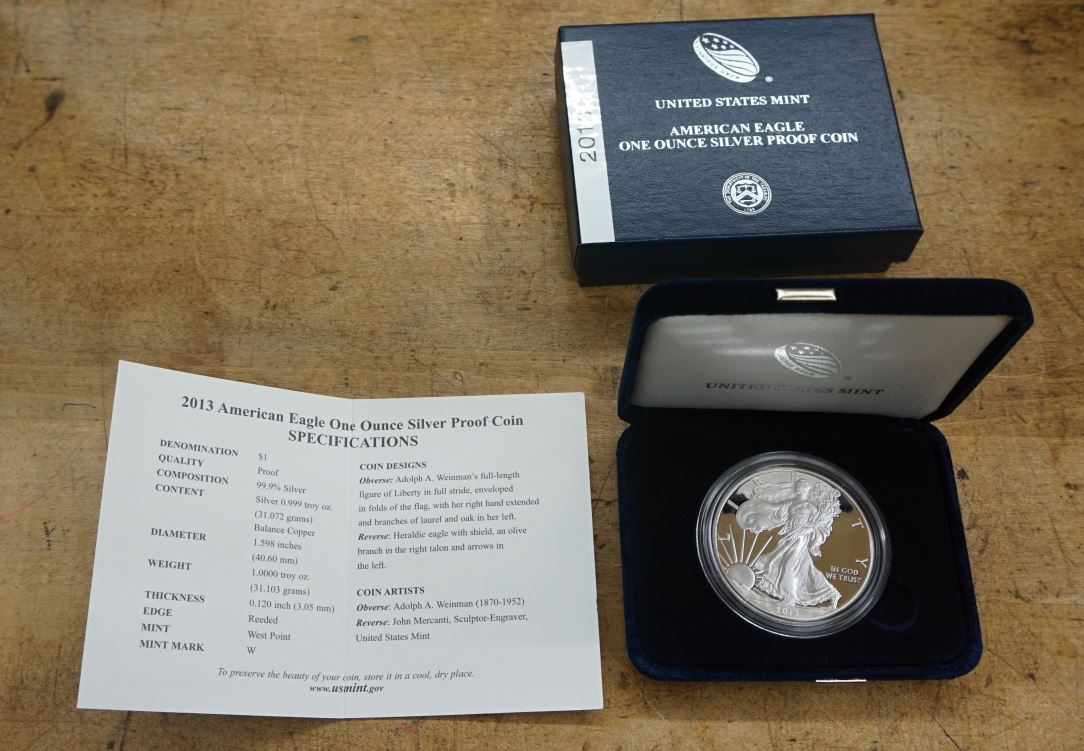 2013
UNITED STATES MINT
AMERICAN EAGLE
ONE OUNCE SILVER PROOF COIN
UNITED STATES MINT
LIBERTY
IN GOD
WE TRUST
2013
2013 American Eagle One Ounce Silver Proof Coin
SPECIFICATIONS
DENOMINATION $1
QUALITY Proof
COMPOSITION 99.9% Silver
CONTENT Silver 0.999 troy oz.
(31.072 grams)
Balance Copper
DIAMETER 1.598 inches
(40.60 mm)
WEIGHT 1.0000 troy oz.
(31.103 grams)
THICKNESS 0.120 inch (3.05 mm)
EDGE Reeded
MINT West Point
MINT MARK W
COIN DESIGNS
Obverse: Adolph A. Weinman's full-length
figure of Liberty in full stride, enveloped
in folds of the flag, with her right hand extended
and branches of laurel and oak in her left.
Reverse: Heraldic eagle with shield, an olive
branch in the right talon and arrows in
the left.
COIN ARTISTS
Obverse: Adolph A. Weinman (1870-1952)
Reverse: John Mercanti, Sculptor-Engraver,
United States Mint
To preserve the beauty of your coin, store it in a cool, dry place.
www.usmint.gov